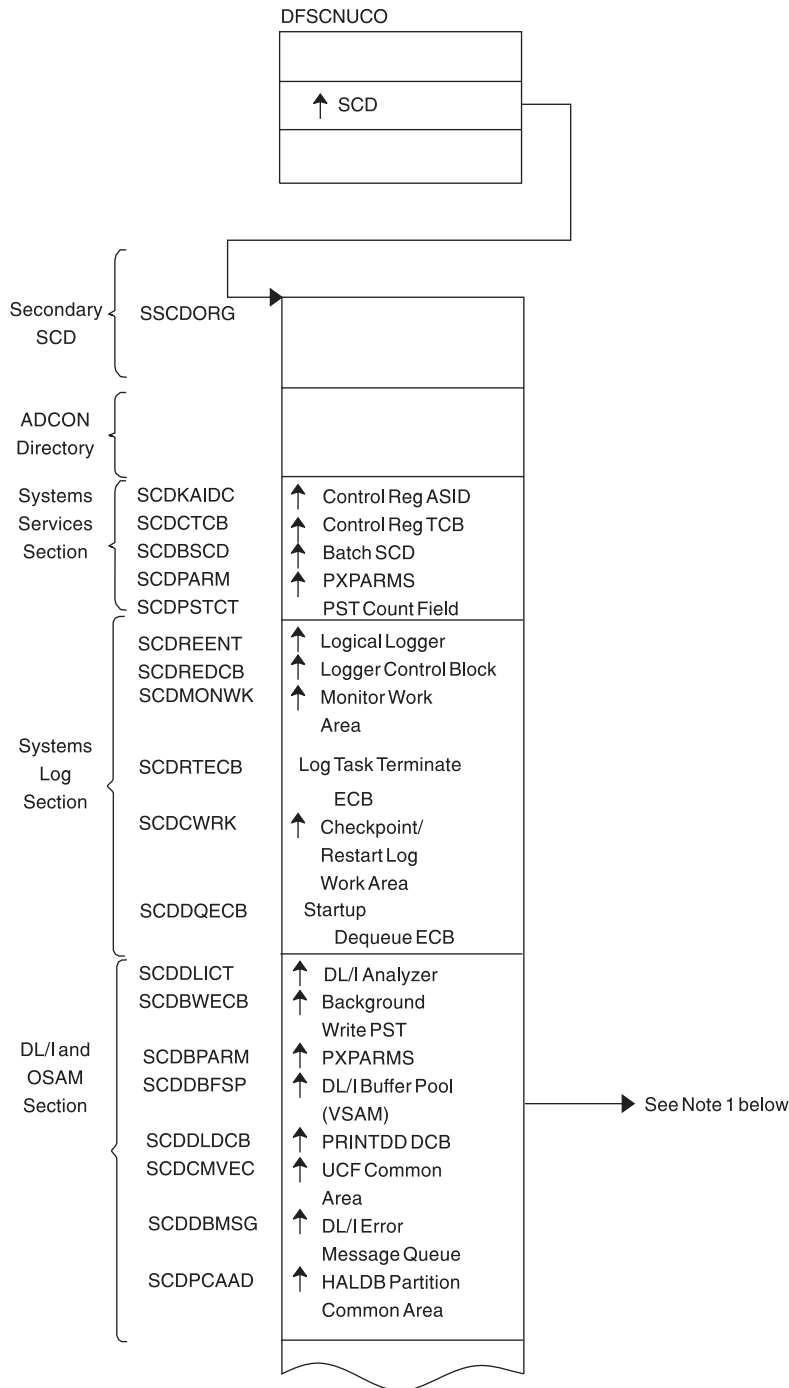 DFSCNUCO
SCD
Secondary
SCD
SSCDORG
ADCON
Directory
Systems
Services
Section
SCDKAIDC Control Reg ASID
SCDCTCB Control Reg TCB
SCDBSCD Batch SCD
SCDPARM PXPARMS
SCDPSTCT PST Count Field
Systems
Log
Section
SCDREENT Logical Logger
SCDREDCB Logger Control Block
SCDMONWK Monitor Work
Area
SCDRTECB Log Task Terminate
ECB
SCDCWRK Checkpoint/
Restart Log
Work Area
SCDDQECB Startup
Dequeue ECB
DL/I and
OSAM
Section
SCDDLICT DL/I Analyzer
SCDBWECB Background
Write PST
SCDBPARM PXPARMS
SCDDBFSP DL/I Buffer Pool
(VSAM)
See Note 1 below
SCDDLDCB PRINTDD DCB
SCDCMVEC UCF Common
Area
SCDDBMSG DL/I Error
Message Queue
SCDPCAAD HALDB Partition
Common Area